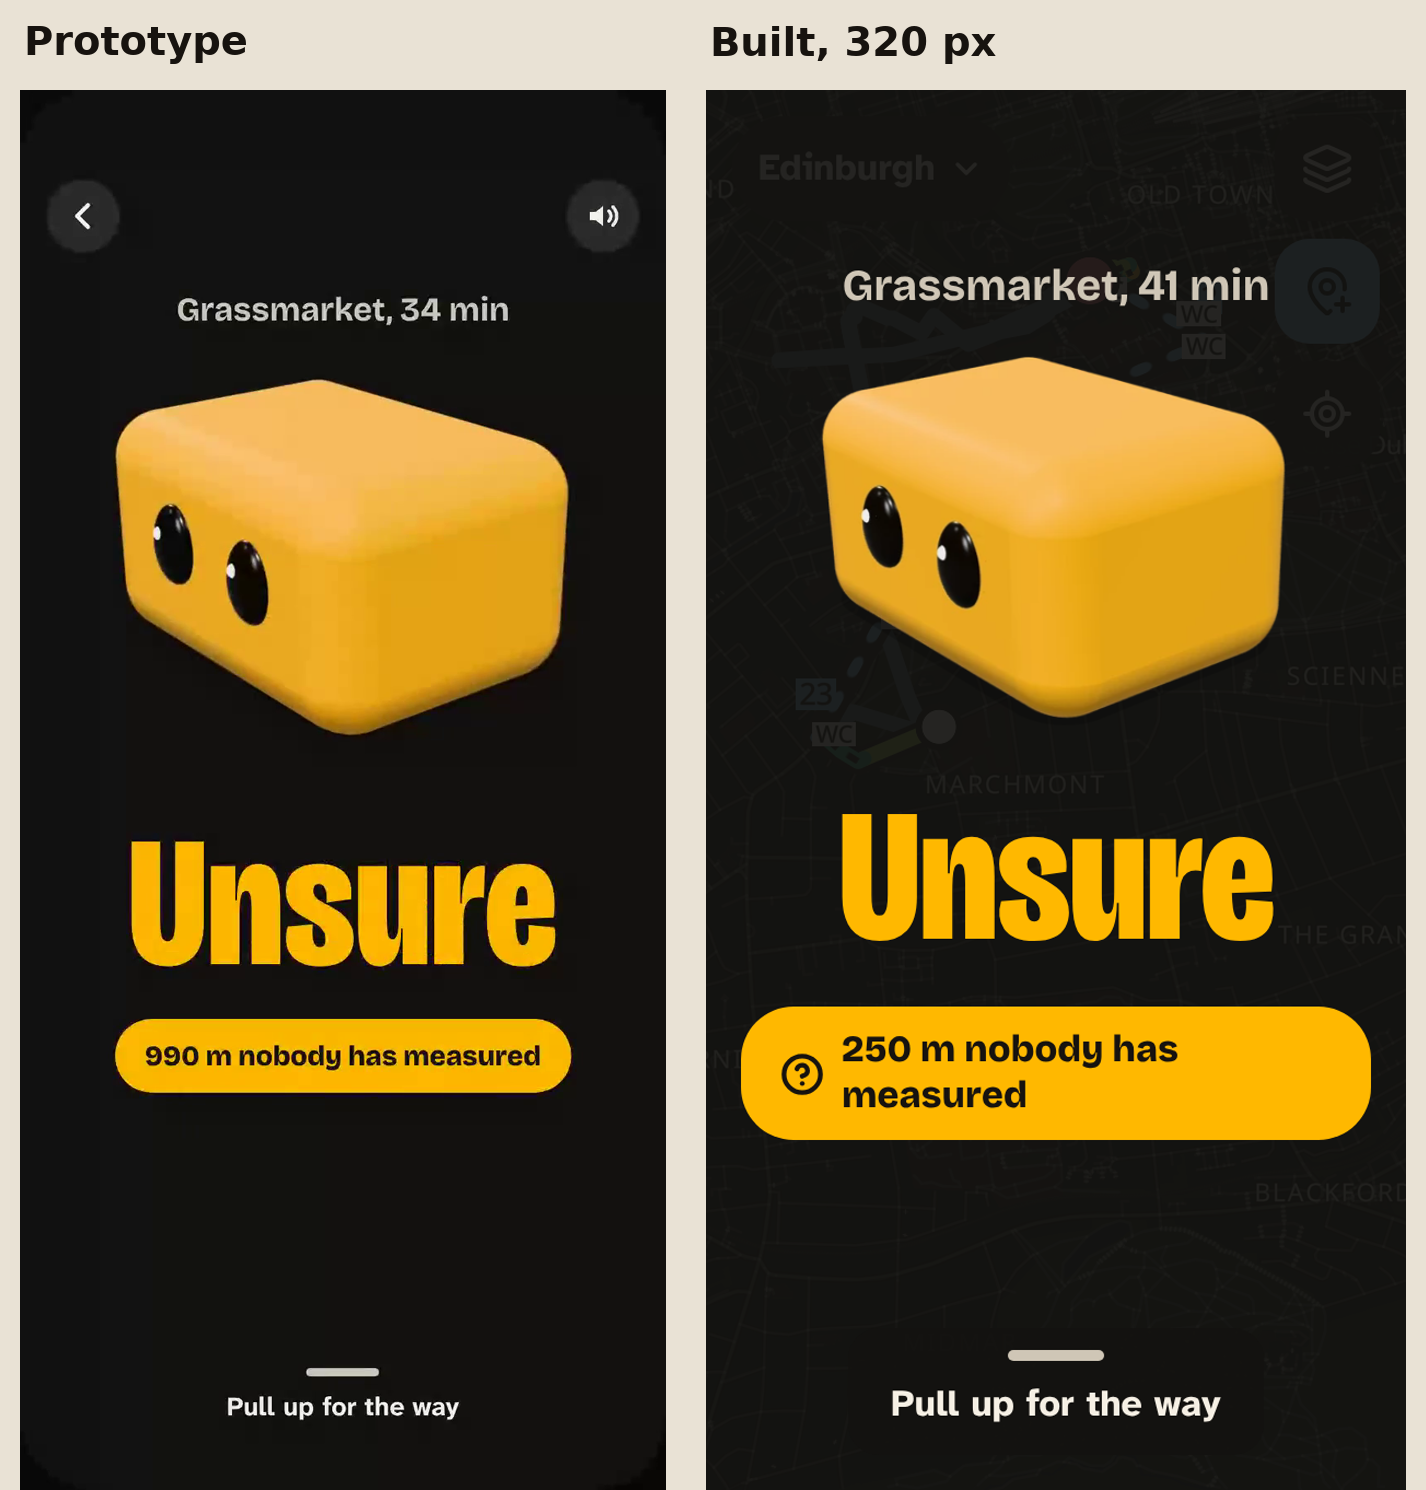 Prototype
Grassmarket, 34 min
Unsure
990 m nobody has measured
Pull up for the way
Built, 320 px
Edinburgh
OLD TOWN
Grassmarket, 41 min
WC
WC
SCIENNE
23
WC
MARCHMONT
Unsure
THE GRAN
250 m nobody has
measured
BLACKFORD
Pull up for the way